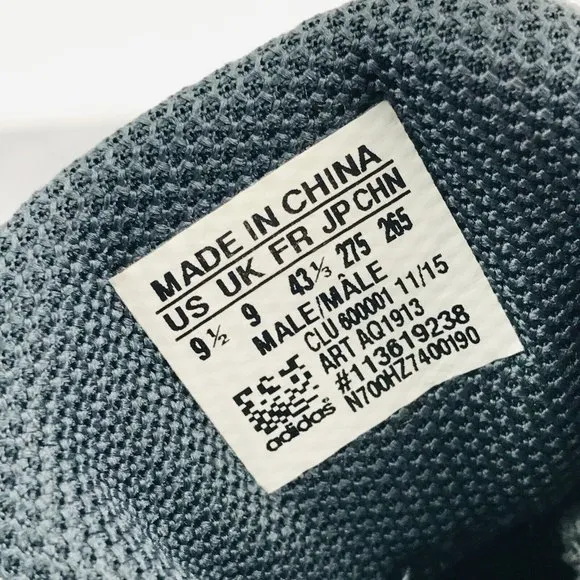 MADE IN CHINA
US UK FR JP CHN
9½ 9 43⅓ 275 265
MALE/MÂLE
CLU 600001 11/15
ART AQ1913
#113619238
N700HZ7400190
adidas